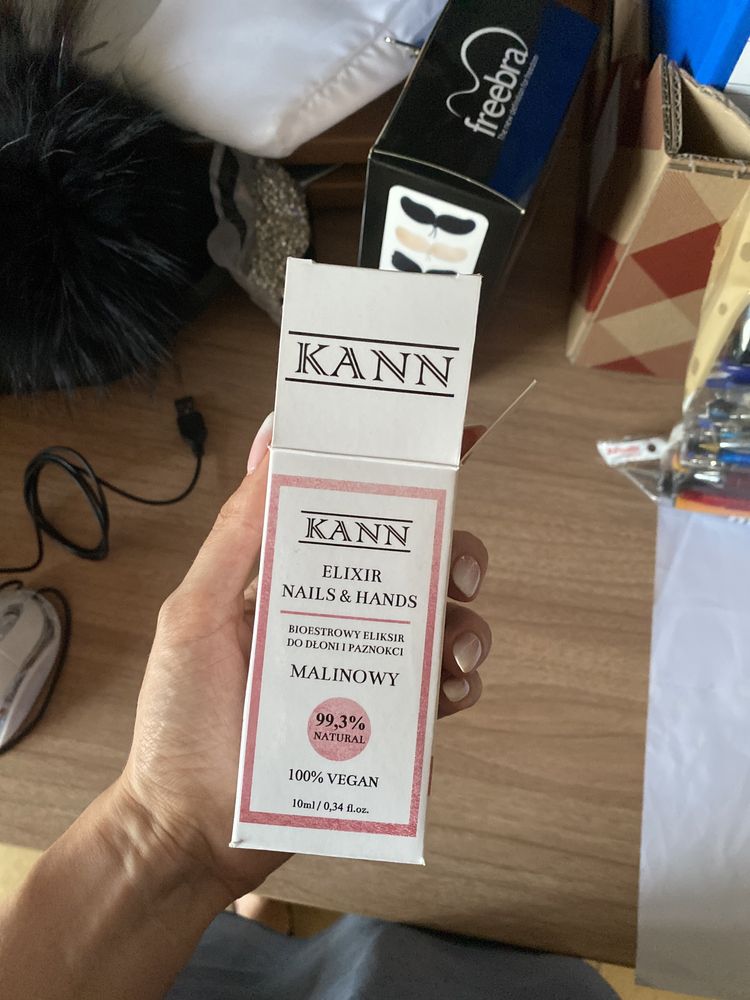 freebra
KANN
KANN
ELIXIR
NAILS & HANDS
BIOESTROWY ELIKSIR
DO DŁONI I PAZNOKCI
MALINOWY
99,3%
NATURAL
100% VEGAN
10ml / 0,34 fl.oz.